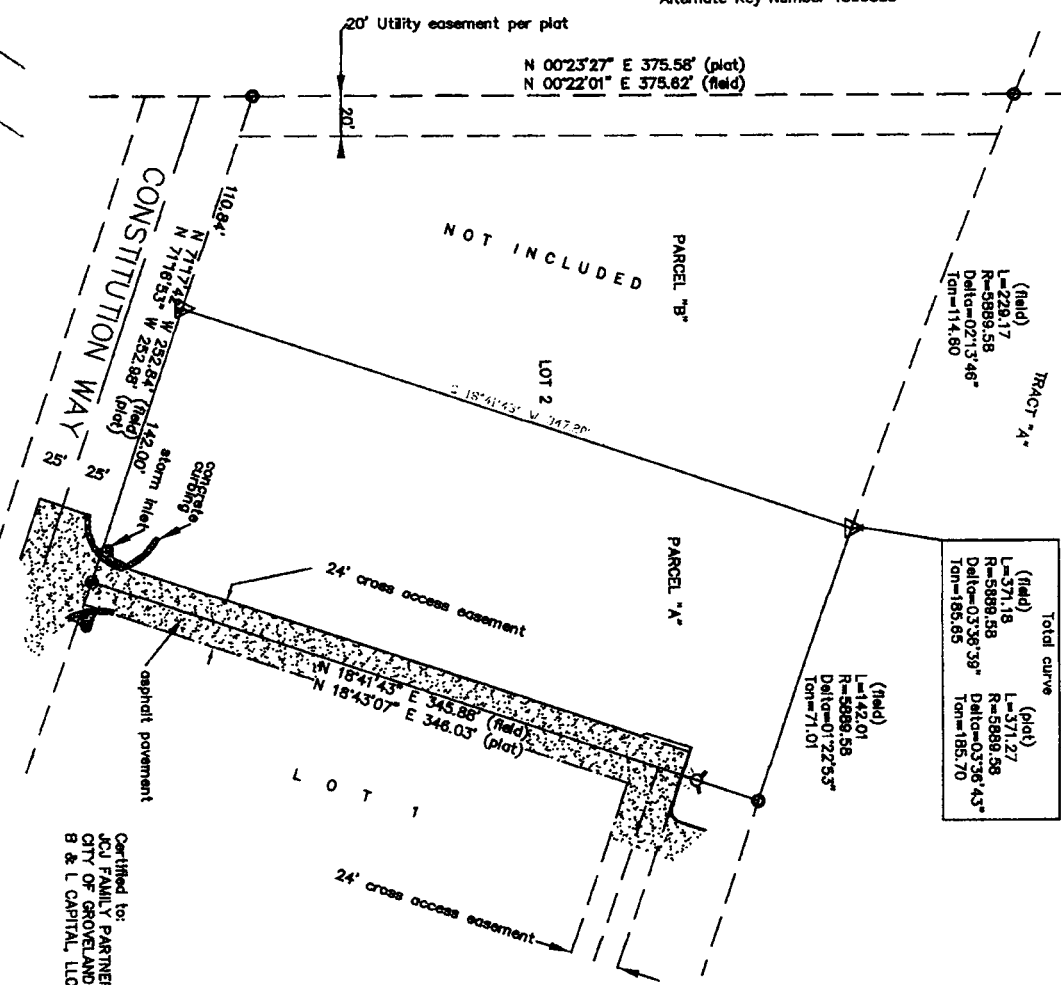 20' Utility easement per plat
N 00°23'27" E 375.58' (plat)
N 00°22'01" E 375.62' (field)
20'
TRACT "A"
(field)
L=229.17
R=5889.58
Delta=02°13'46"
Tan=114.60
PARCEL "B"
NOT INCLUDED
LOT 2
110.84'
N 71°17'42" W 252.84' (field)
N 71°16'53" W 252.98' (plat)
142.00'
CONSTITUTION WAY
25'
25'
storm inlet
concrete
curbing
S 18°41'43" W 347.80'
PARCEL "A"
Total curve
(field)
L=371.18
R=5889.58
Delta=03°36'39"
Tan=185.65
(plat)
L=371.27
R=5889.58
Delta=03°36'43"
Tan=185.70
(field)
L=142.01
R=5889.58
Delta=01°22'53"
Tan=71.01
24' cross access easement
N 18°41'43" E 345.88' (field)
N 18°43'07" E 346.03' (plat)
asphalt pavement
LOT 1
24' cross access easement
Certified to:
JCJ FAMILY
CITY OF GROVELAND
B & L CAPITAL, LLC